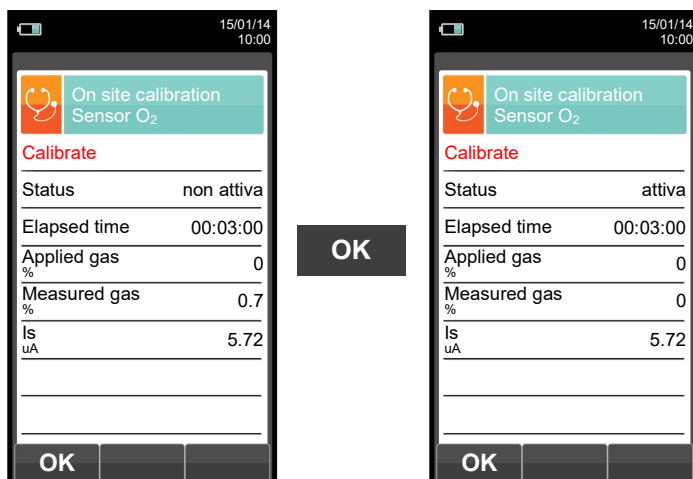 15/01/14
10:00
On site calibration
Sensor O₂
Calibrate
Status non attiva
Elapsed time 00:03:00
Applied gas 0
%
Measured gas 0.7
%
Is 5.72
uA
OK
OK
15/01/14
10:00
On site calibration
Sensor O₂
Calibrate
Status attiva
Elapsed time 00:03:00
Applied gas 0
%
Measured gas 0
%
Is 5.72
uA
OK